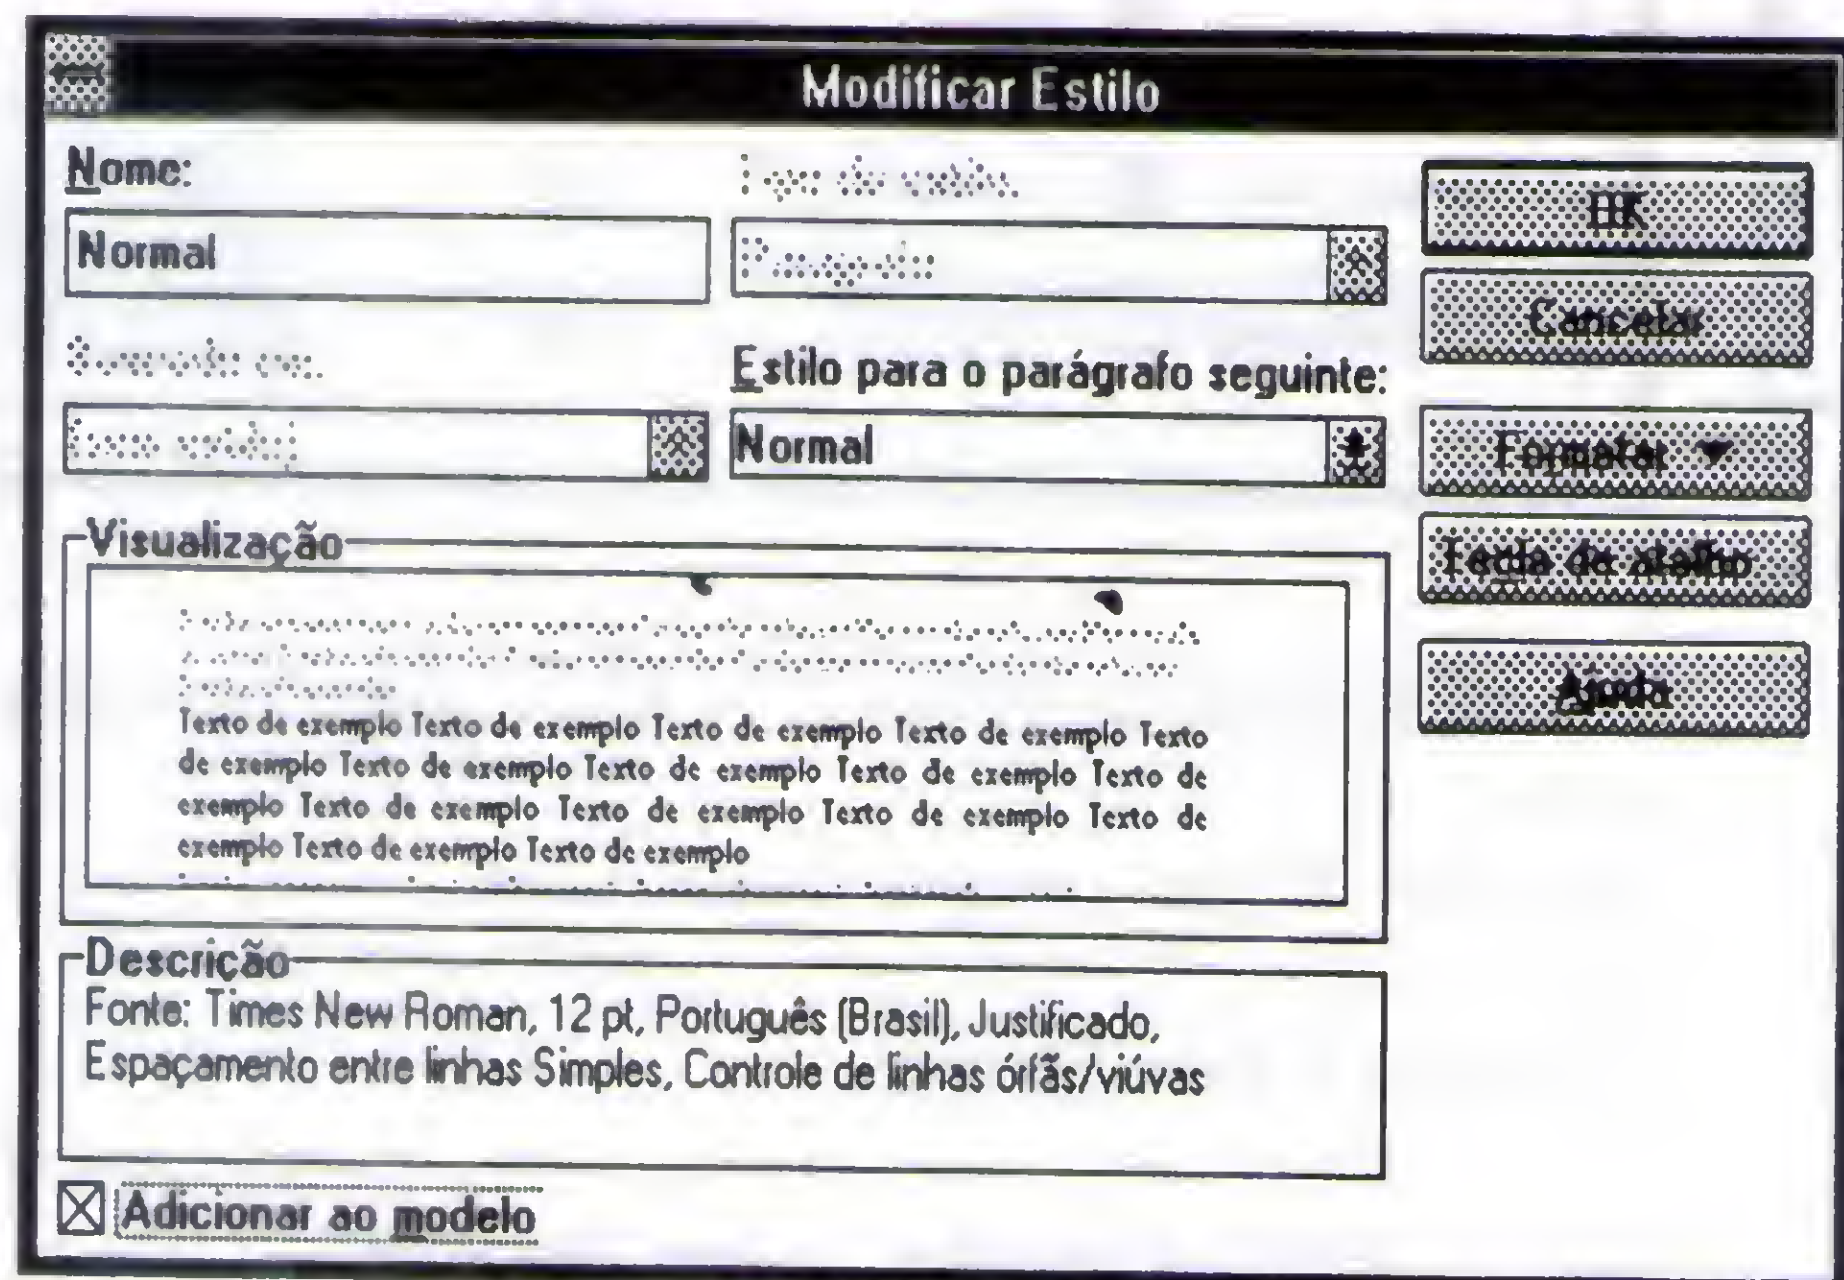 Modificar Estilo
Nome:
Normal
Estilo para o parágrafo seguinte:
Normal
OK
Cancelar
Formatar
Tecla de atalho
Ajuda
Visualização
Texto de exemplo Texto de exemplo Texto de exemplo Texto de exemplo Texto
de exemplo Texto de exemplo Texto de exemplo Texto de exemplo Texto de
exemplo Texto de exemplo Texto de exemplo Texto de exemplo Texto de
exemplo Texto de exemplo Texto de exemplo
Descrição
Fonte: Times New Roman, 12 pt, Português (Brasil), Justificado,
Espaçamento entre linhas Simples, Controle de linhas órfãs/viúvas
Adicionar ao modelo